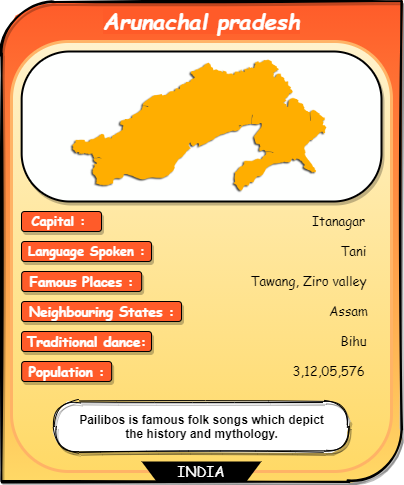 Arunachal pradesh
Capital : Itanagar
Language Spoken : Tani
Famous Places : Tawang, Ziro valley
Neighbouring States : Assam
Traditional dance: Bihu
Population : 3,12,05,576
Pailibos is famous folk songs which depict
the history and mythology.
INDIA